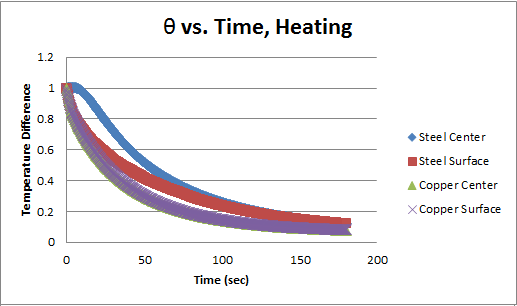 θ vs. Time, Heating
Temperature Difference
1.2
1
0.8
0.6
0.4
0.2
0
0 50 100 150 200
Time (sec)
Steel Center
Steel Surface
Copper Center
Copper Surface